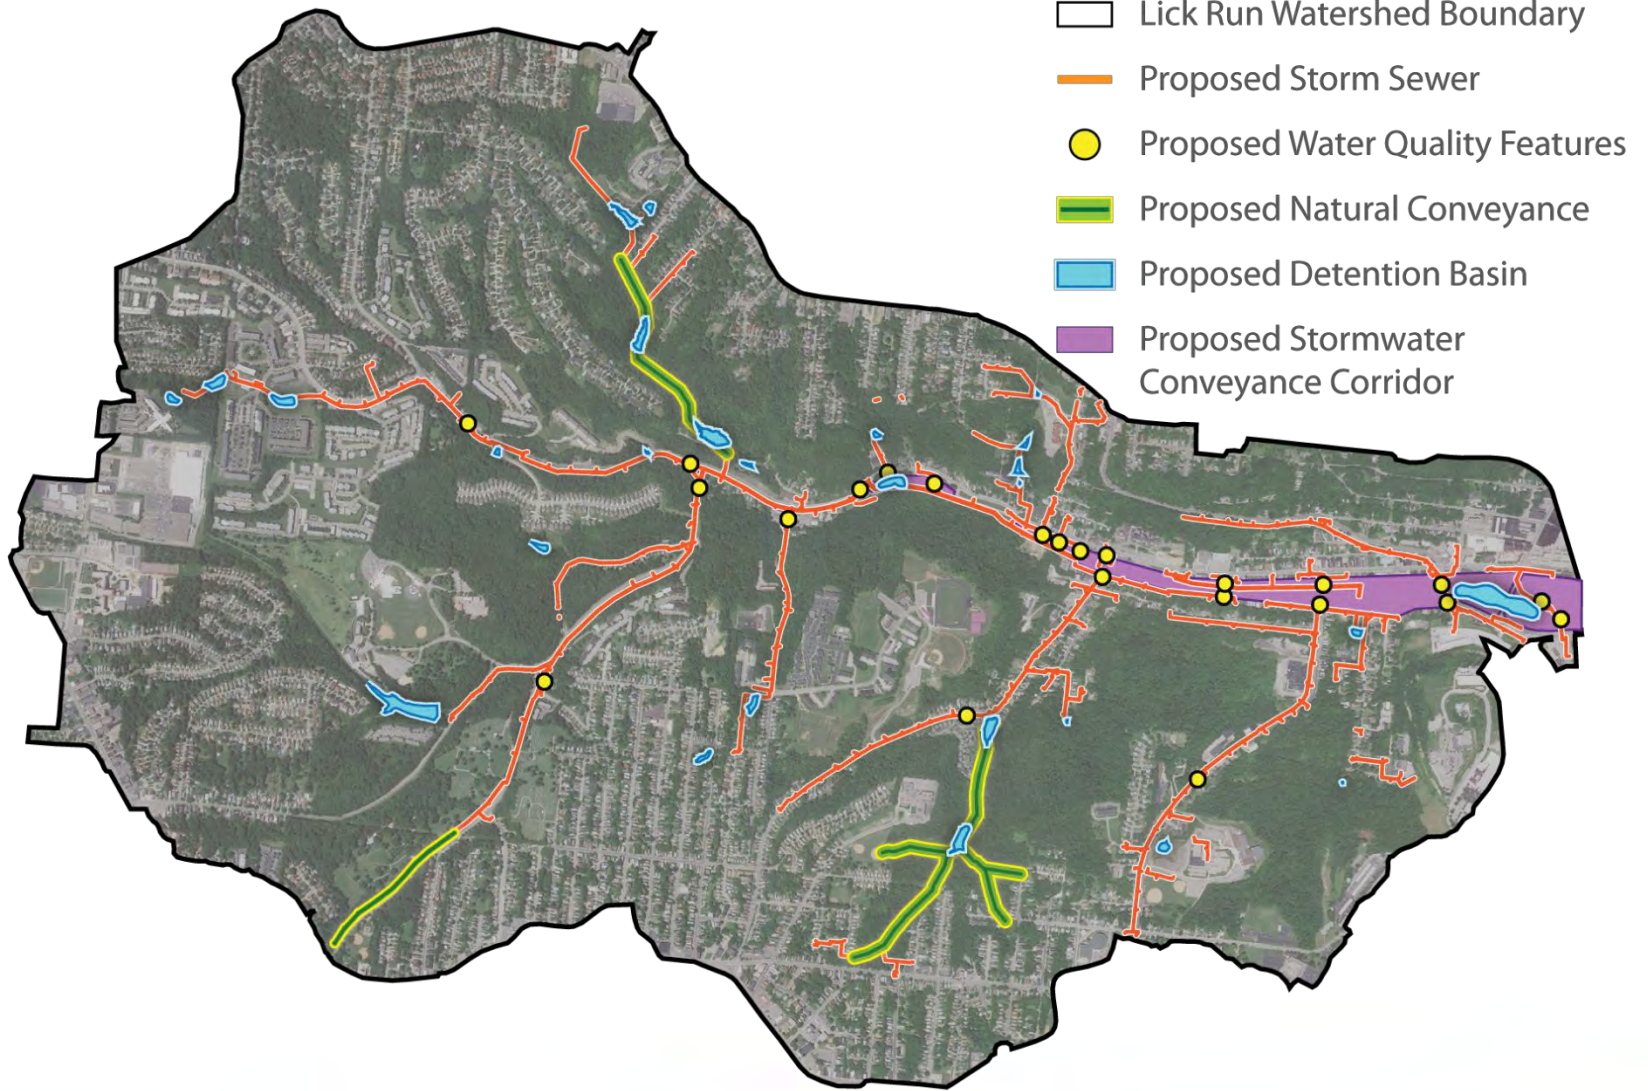 Lick Run Watershed Boundary
Proposed Storm Sewer
Proposed Water Quality Features
Proposed Natural Conveyance
Proposed Detention Basin
Proposed Stormwater
Conveyance Corridor